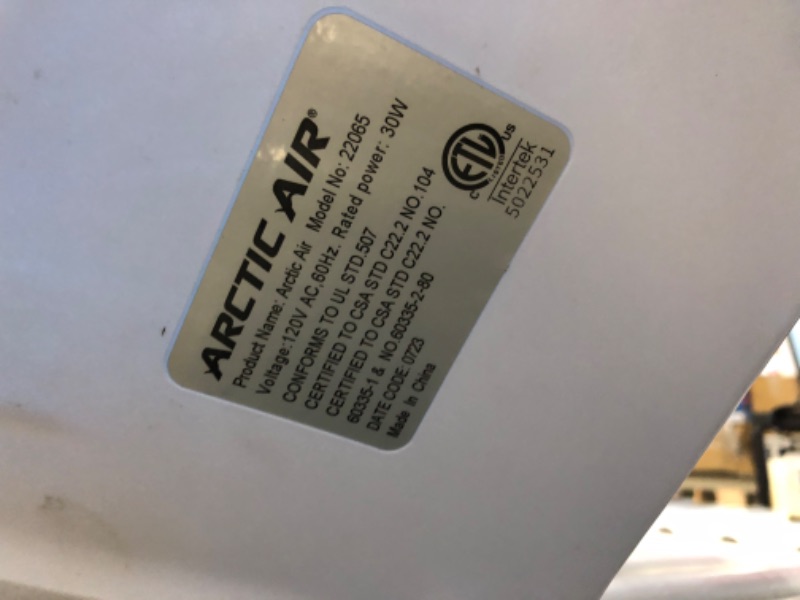 ARCTIC AIR®
Product Name: Arctic Air Model No: 22065
Voltage:120V AC,60Hz. Rated power: 30W
CONFORMS TO UL STD.507
CERTIFIED TO CSA STD C22.2 NO.104
CERTIFIED TO CSA STD C22.2 NO.
60335-1 & NO.60335-2-80
DATE CODE: 0723
Made In China
ETL
C LISTED US
Intertek
5022531